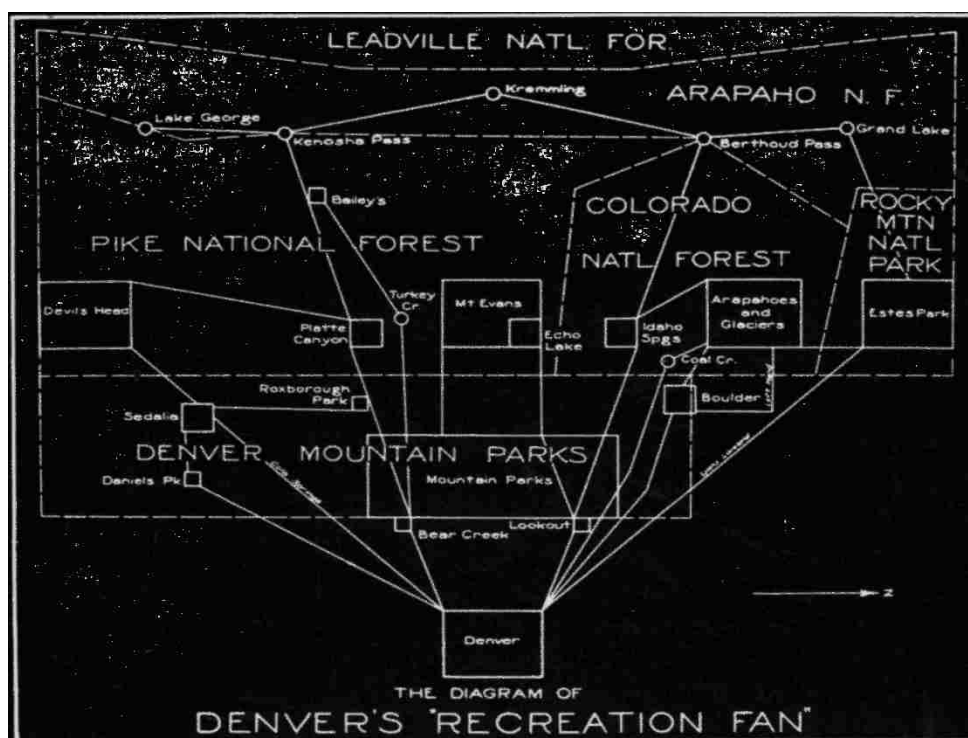 LEADVILLE NATL. FOR
Kremmling
ARAPAHO N. F.
Lake George
Grand Lake
Kenosha Pass
Berthoud Pass
Bailey's
COLORADO
ROCKY
MTN
NATL
PARK
PIKE NATIONAL FOREST
NATL FOREST
Devils Head
Turkey
Cr.
Mt Evans
Arapahoes
and
Glaciers
Estes Park
Platte
Canyon
Echo
Lake
Idaho
Spgs
Coal Cr.
Roxborough
Park
Boulder
Sedalia
DENVER MOUNTAIN PARKS
Daniels Pk
Mountain Parks
Bear Creek
Lookout
N
Denver
THE DIAGRAM OF
DENVER'S "RECREATION FAN"